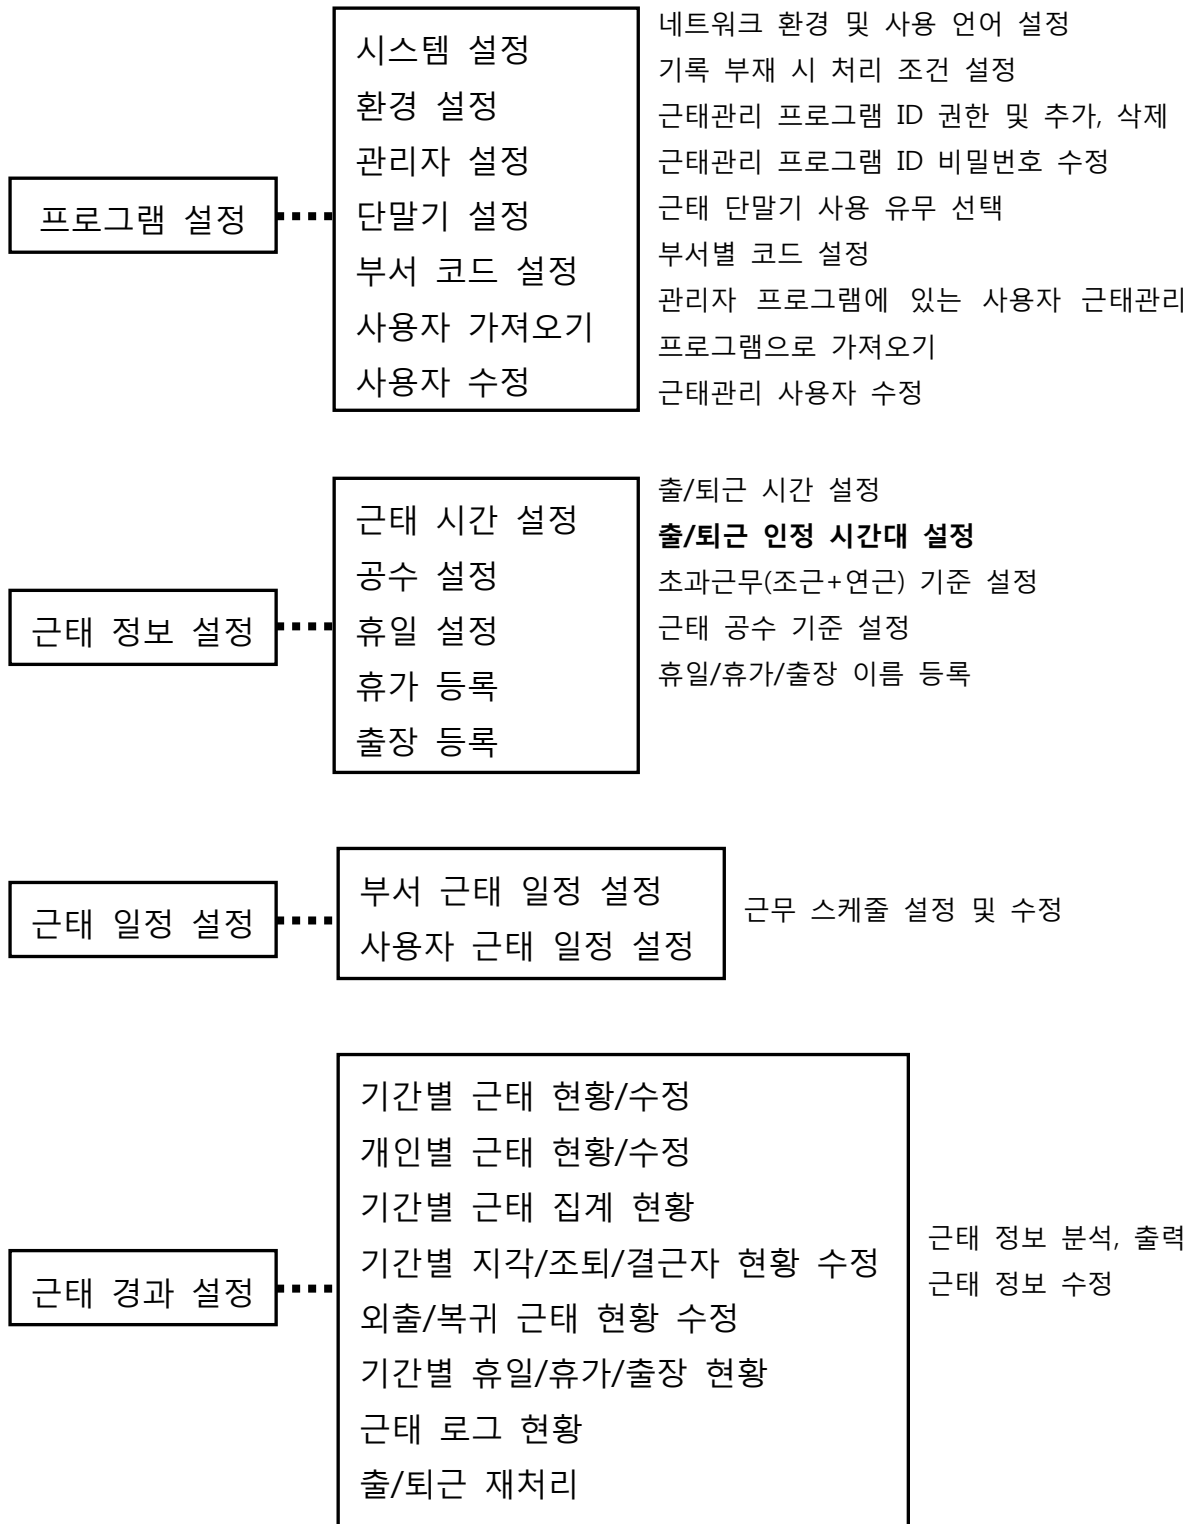 프로그램 설정
시스템 설정
환경 설정
관리자 설정
단말기 설정
부서 코드 설정
사용자 가져오기
사용자 수정
네트워크 환경 및 사용 언어 설정
기록 부재 시 처리 조건 설정
근태관리 프로그램 ID 권한 및 추가, 삭제
근태관리 프로그램 ID 비밀번호 수정
근태 단말기 사용 유무 선택
부서별 코드 설정
관리자 프로그램에 있는 사용자 근태관리
프로그램으로 가져오기
근태관리 사용자 수정
근태 정보 설정
근태 시간 설정
공수 설정
휴일 설정
휴가 등록
출장 등록
출/퇴근 시간 설정
출/퇴근 인정 시간대 설정
초과근무(조근+연근) 기준 설정
근태 공수 기준 설정
휴일/휴가/출장 이름 등록
근태 일정 설정
부서 근태 일정 설정
사용자 근태 일정 설정
근무 스케줄 설정 및 수정
근태 경과 설정
기간별 근태 현황/수정
개인별 근태 현황/수정
기간별 근태 집계 현황
기간별 지각/조퇴/결근자 현황 수정
외출/복귀 근태 현황 수정
기간별 휴일/휴가/출장 현황
근태 로그 현황
출/퇴근 재처리
근태 정보 분석, 출력
근태 정보 수정